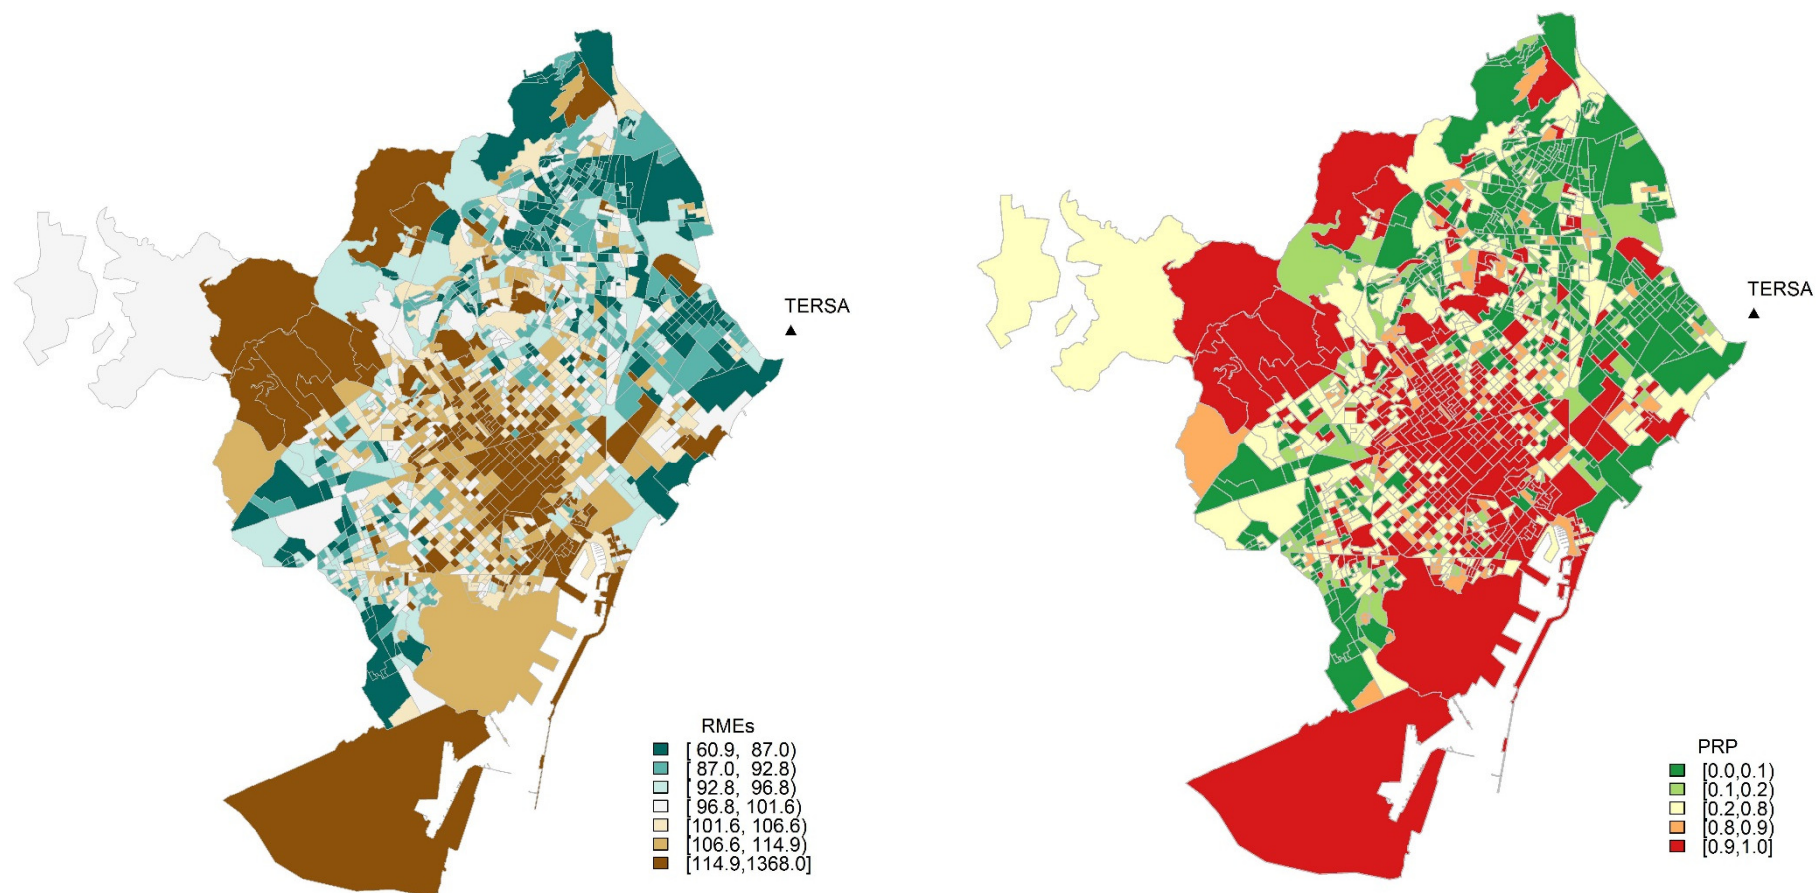 TERSA
RMEs
[ 60.9, 87.0)
[ 87.0, 92.8)
[ 92.8, 96.8)
[ 96.8, 101.6)
[101.6, 106.6)
[106.6, 114.9)
[114.9,1368.0]
TERSA
PRP
[0.0,0.1)
[0.1,0.2)
[0.2,0.8)
[0.8,0.9)
[0.9,1.0]